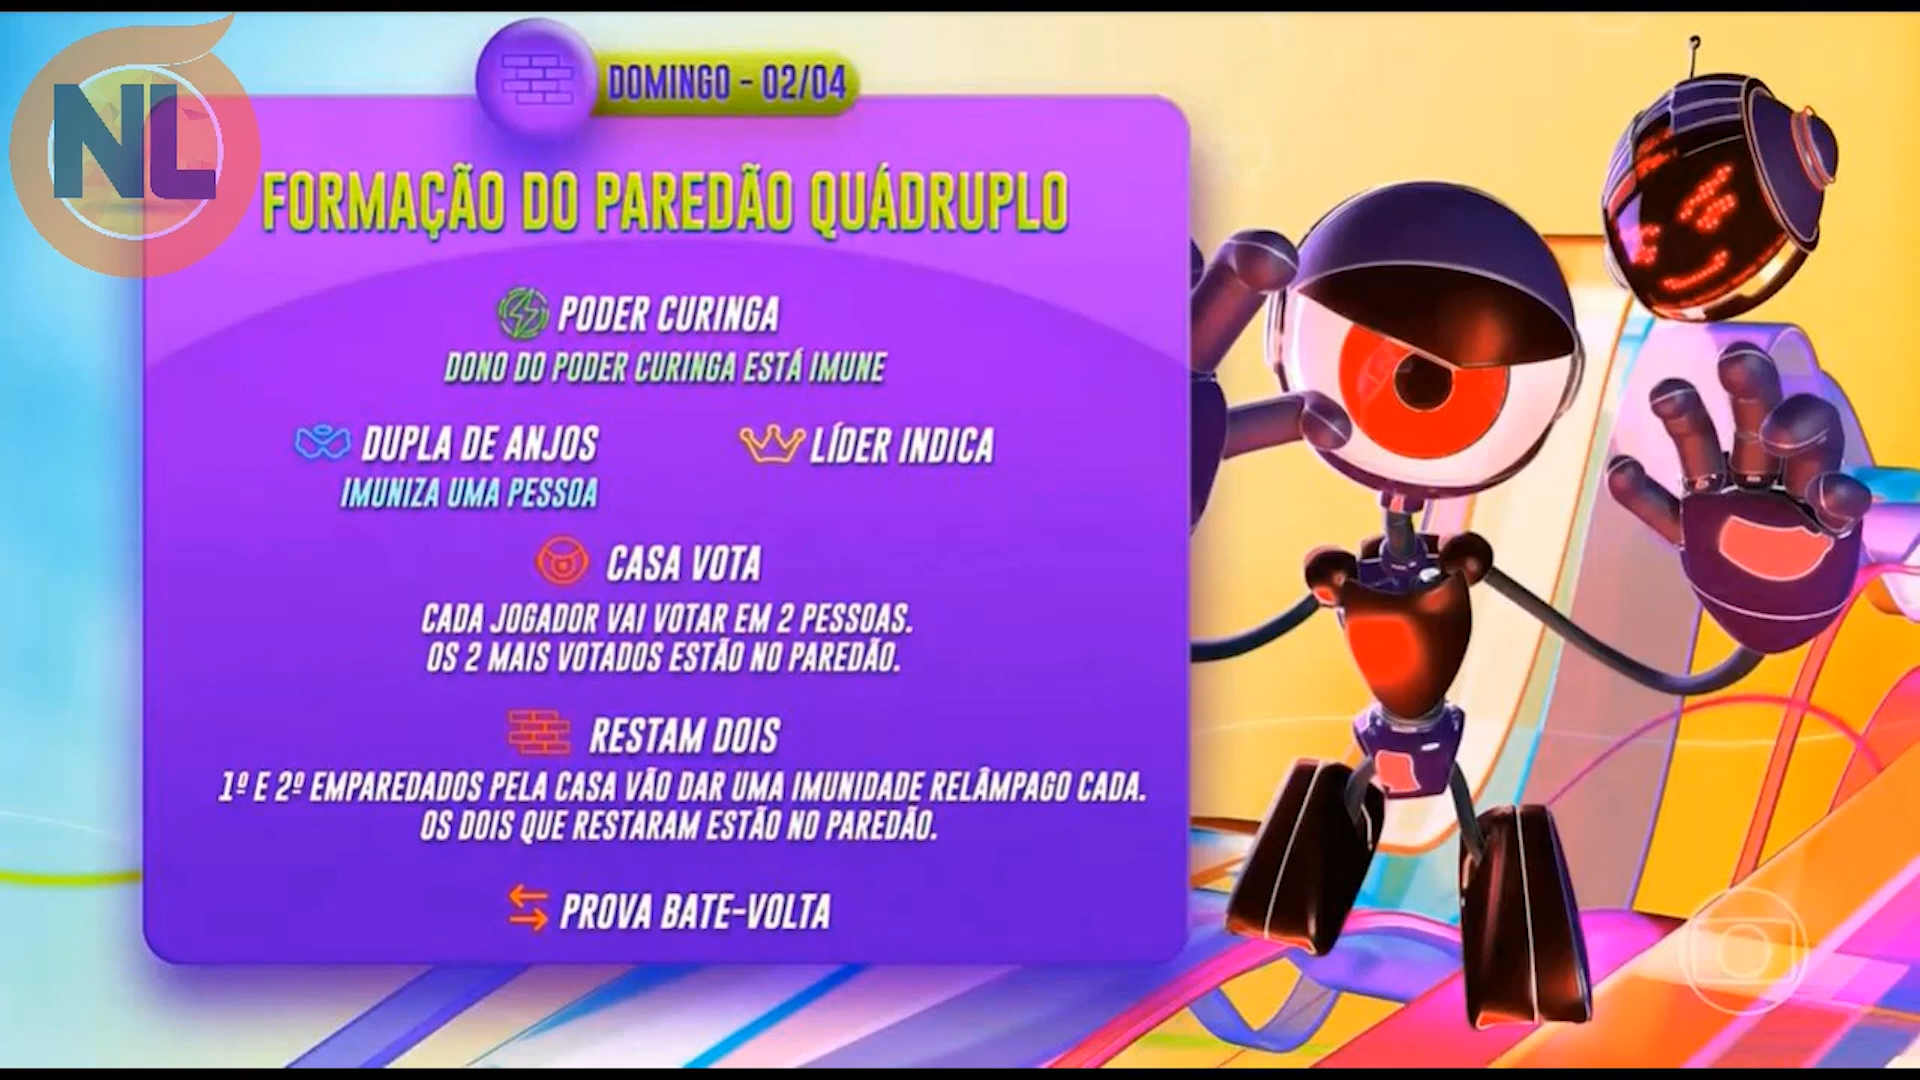 NL
DOMINGO - 02/04
FORMAÇÃO DO PAREDÃO QUÁDRUPLO
PODER CURINGA
DONO DO PODER CURINGA ESTÁ IMUNE
DUPLA DE ANJOS
IMUNIZA UMA PESSOA
LÍDER INDICA
CASA VOTA
CADA JOGADOR VAI VOTAR EM 2 PESSOAS.
OS 2 MAIS VOTADOS ESTÃO NO PAREDÃO.
RESTAM DOIS
1º E 2º EMPAREDADOS PELA CASA VÃO DAR UMA IMUNIDADE RELÂMPAGO CADA.
OS DOIS QUE RESTARAM ESTÃO NO PAREDÃO.
PROVA BATE-VOLTA